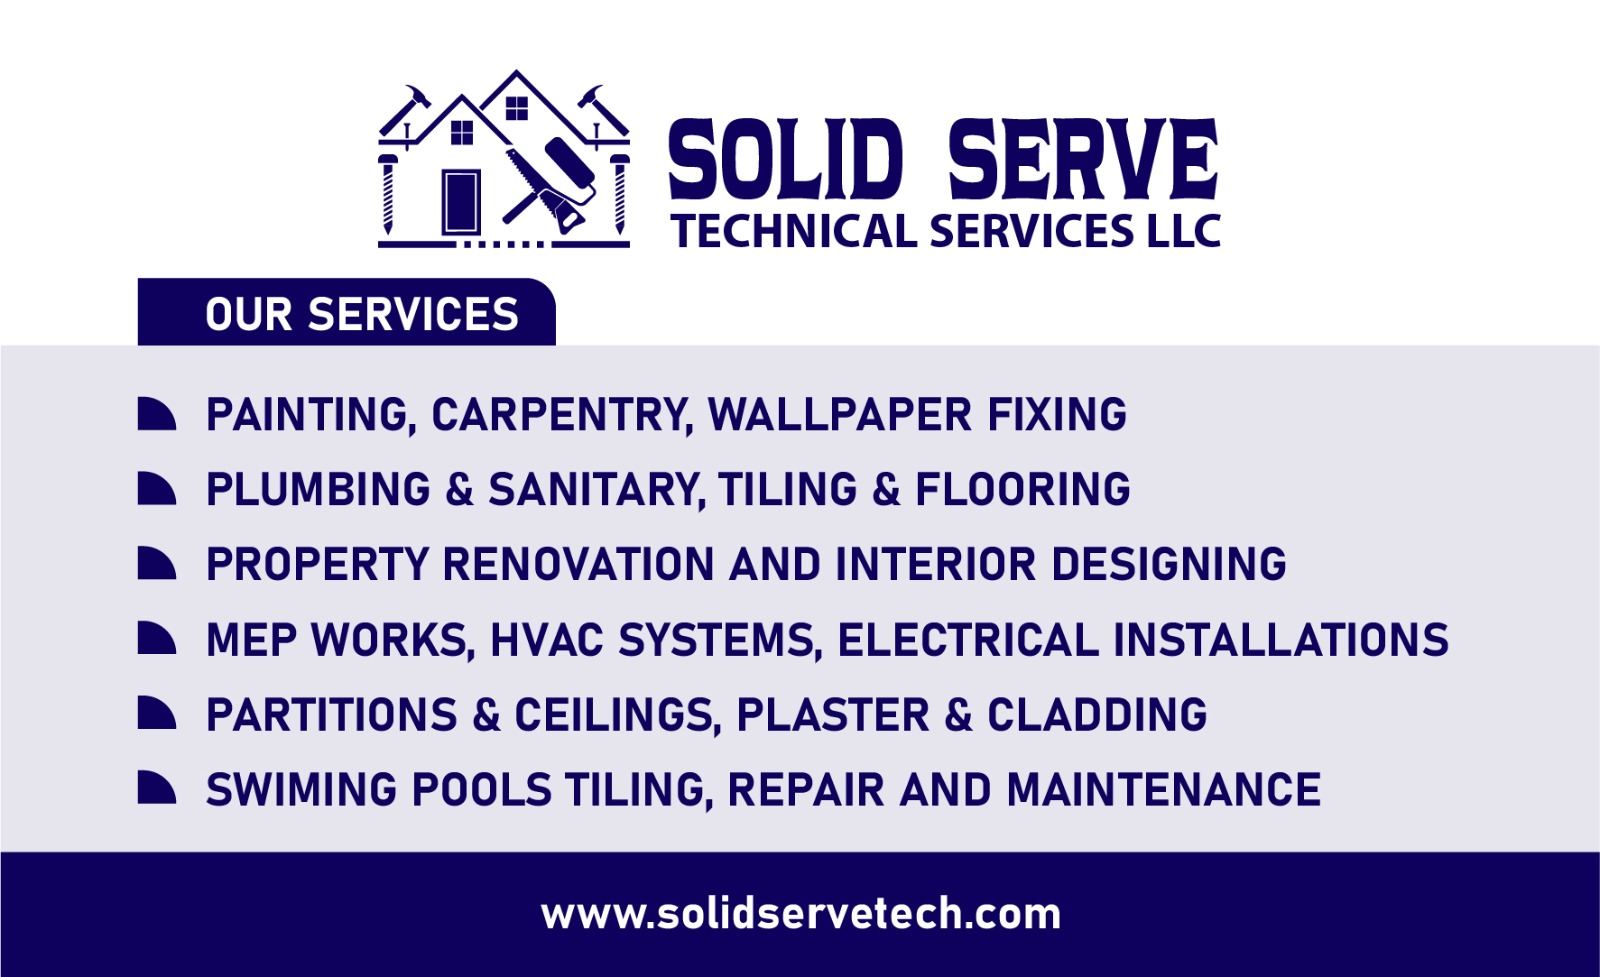 SOLID SERVE
TECHNICAL SERVICES LLC
OUR SERVICES
PAINTING, CARPENTRY, WALLPAPER FIXING
PLUMBING & SANITARY, TILING & FLOORING
PROPERTY RENOVATION AND INTERIOR DESIGNING
MEP WORKS, HVAC SYSTEMS, ELECTRICAL INSTALLATIONS
PARTITIONS & CEILINGS, PLASTER & CLADDING
SWIMING POOLS TILING, REPAIR AND MAINTENANCE
www.solidservetech.com